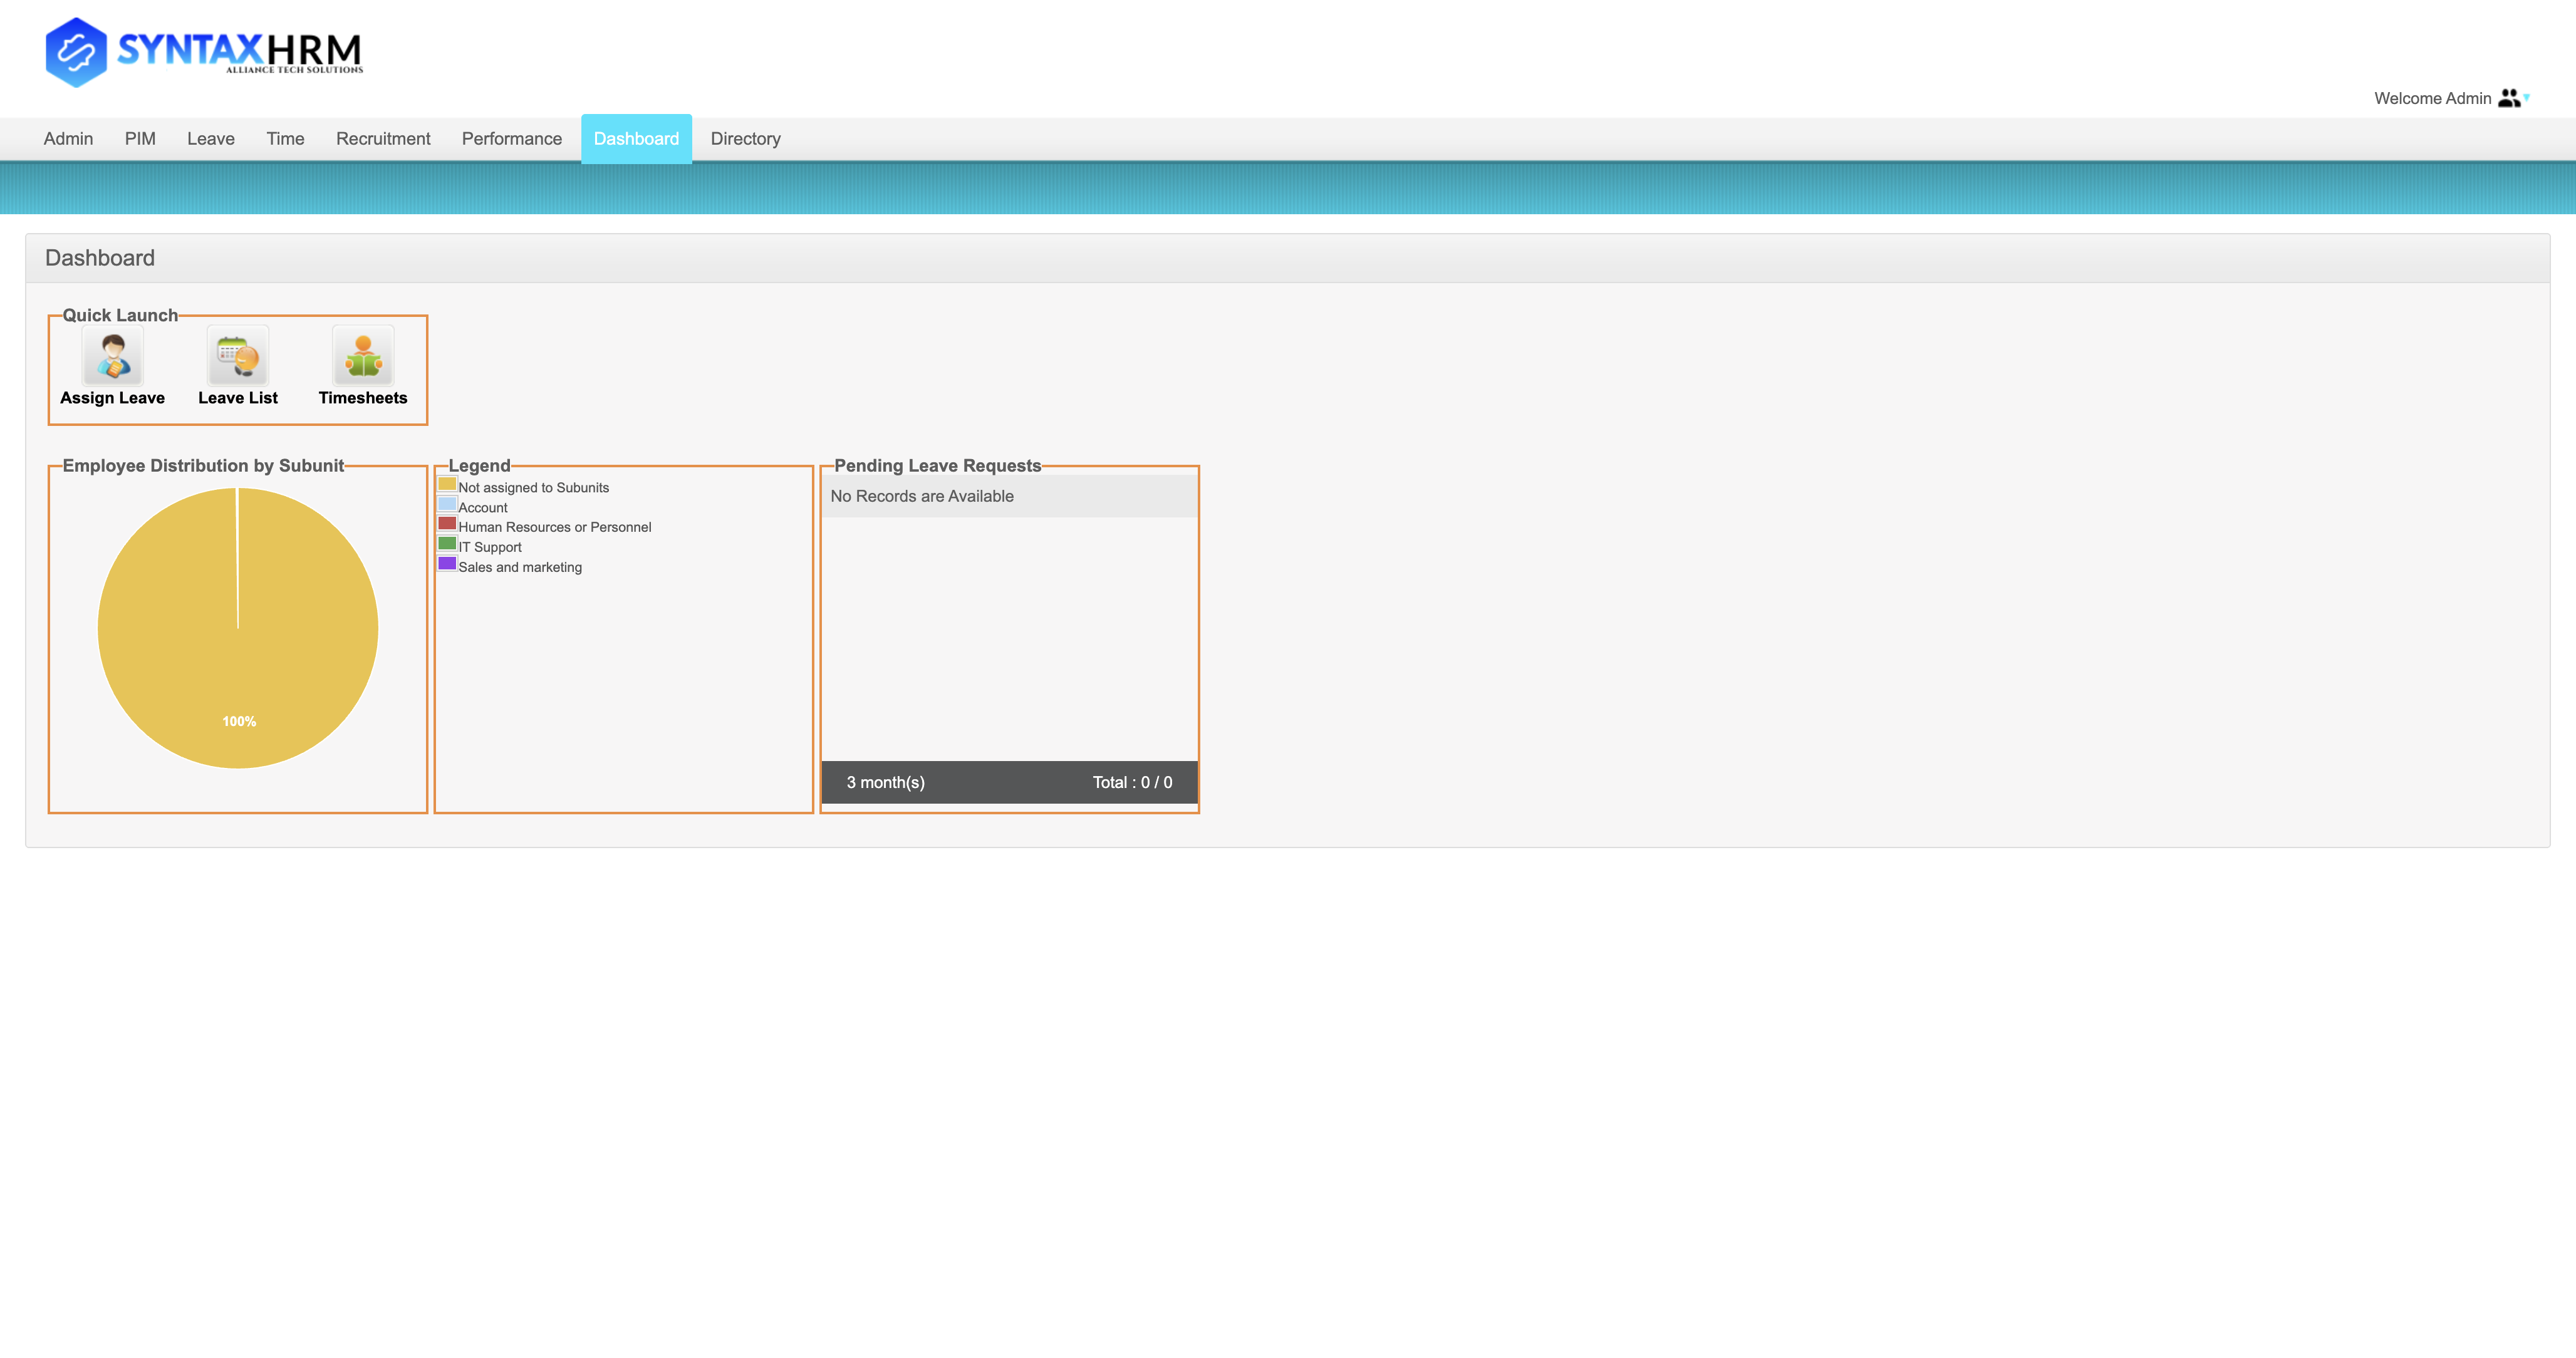 SYNTAXHRM
ALLIANCE TECH SOLUTIONS
Welcome Admin
Admin PIM Leave Time Recruitment Performance Dashboard Directory
Dashboard
Quick Launch
Assign Leave Leave List Timesheets
Employee Distribution by Subunit
100%
Legend
Not assigned to Subunits
Account
Human Resources or Personnel
IT Support
Sales and marketing
Pending Leave Requests
No Records are Available
3 month(s) Total : 0 / 0